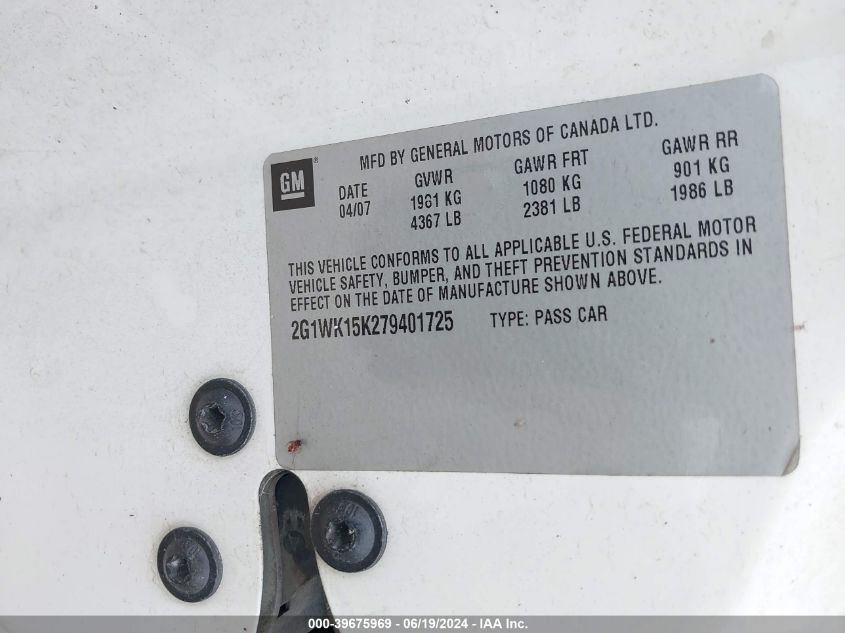 MFD BY GENERAL MOTORS OF CANADA LTD.
GM®
DATE GVWR GAWR FRT GAWR RR
04/07 1981 KG 1080 KG 901 KG
4367 LB 2381 LB 1986 LB
THIS VEHICLE CONFORMS TO ALL APPLICABLE U.S. FEDERAL MOTOR
VEHICLE SAFETY, BUMPER, AND THEFT PREVENTION STANDARDS IN
EFFECT ON THE DATE OF MANUFACTURE SHOWN ABOVE.
2G1WK15K279401725 TYPE: PASS CAR
000-39675969 - 06/19/2024 - IAA Inc.